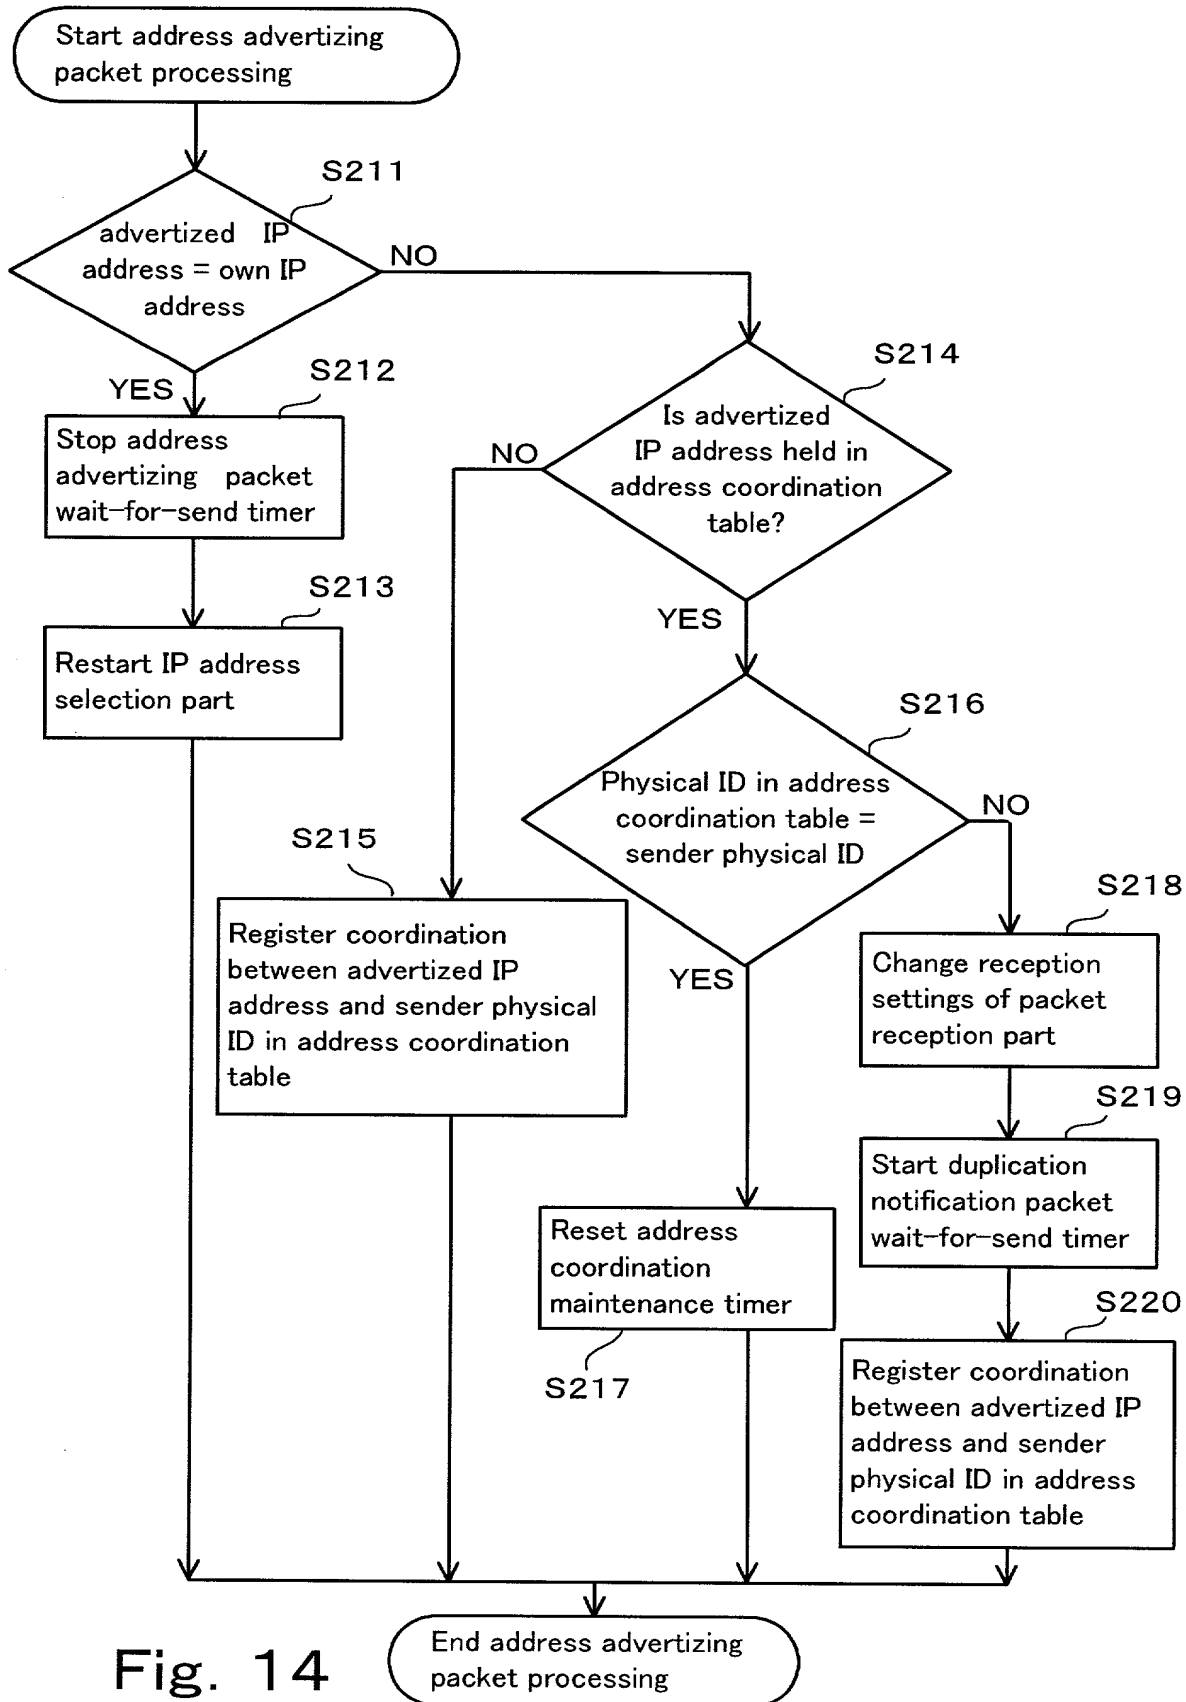 Start address advertizing
packet processing
S211
advertized IP
address = own IP
address
NO
YES
S212
Stop address
advertizing packet
wait-for-send timer
S213
Restart IP address
selection part
S214
Is advertized
IP address held in
address coordination
table?
NO
YES
S215
Register coordination
between advertized IP
address and sender physical
ID in address coordination
table
S216
Physical ID in address
coordination table =
sender physical ID
NO
YES
Reset address
coordination
maintenance timer
S217
S218
Change reception
settings of packet
reception part
S219
Start duplication
notification packet
wait-for-send timer
S220
Register coordination
between advertized IP
address and sender
physical ID in address
coordination table
End address advertizing
packet processing
Fig. 14